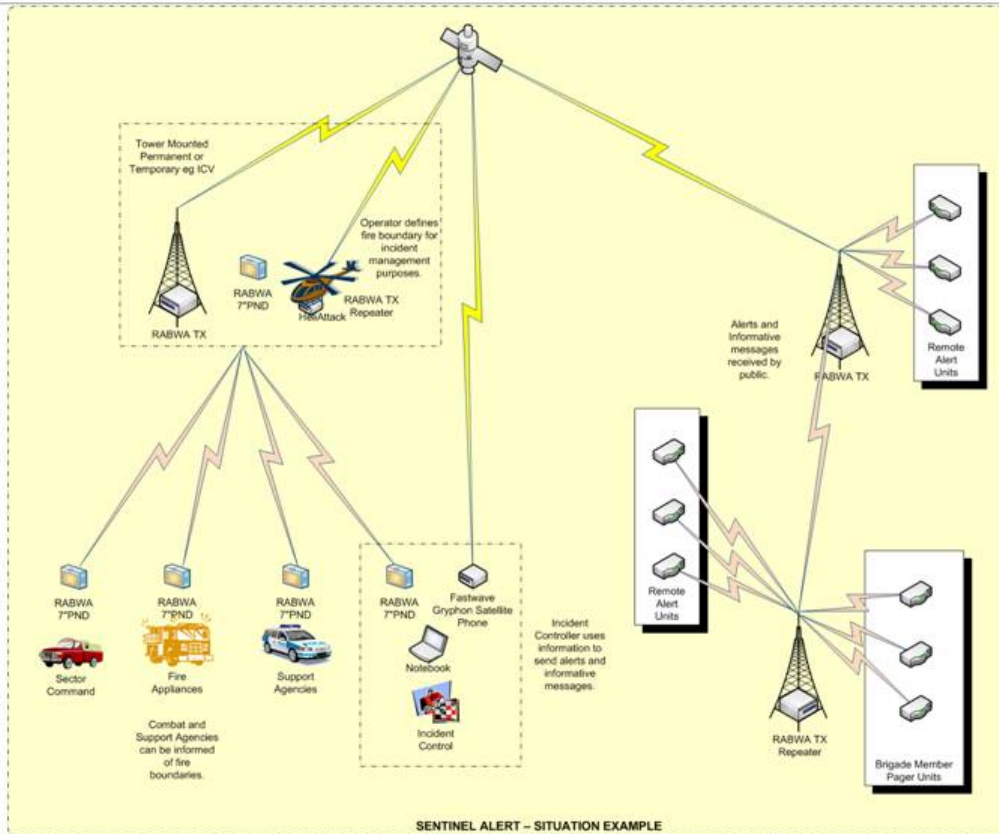 Tower Mounted
Permanent or
Temporary eg ICV
RABWA TX
RABWA
7"PND
Operator defines
fire boundary for
incident
management
purposes.
HeliAttack
RABWA TX
Repeater
Alerts and
Informative
messages
received by
public.
RABWA TX
Remote
Alert
Units
RABWA
7"PND
Sector
Command
RABWA
7"PND
Fire
Appliances
RABWA
7"PND
Support
Agencies
Combat and
Support Agencies
can be informed
of fire
boundaries.
RABWA
7"PND
Fastwave
Gryphon Satellite
Phone
Notebook
Incident
Control
Incident
Controller uses
information to
send alerts and
informative
messages.
Remote
Alert
Units
RABWA TX
Repeater
Brigade Member
Pager Units
SENTINEL ALERT – SITUATION EXAMPLE